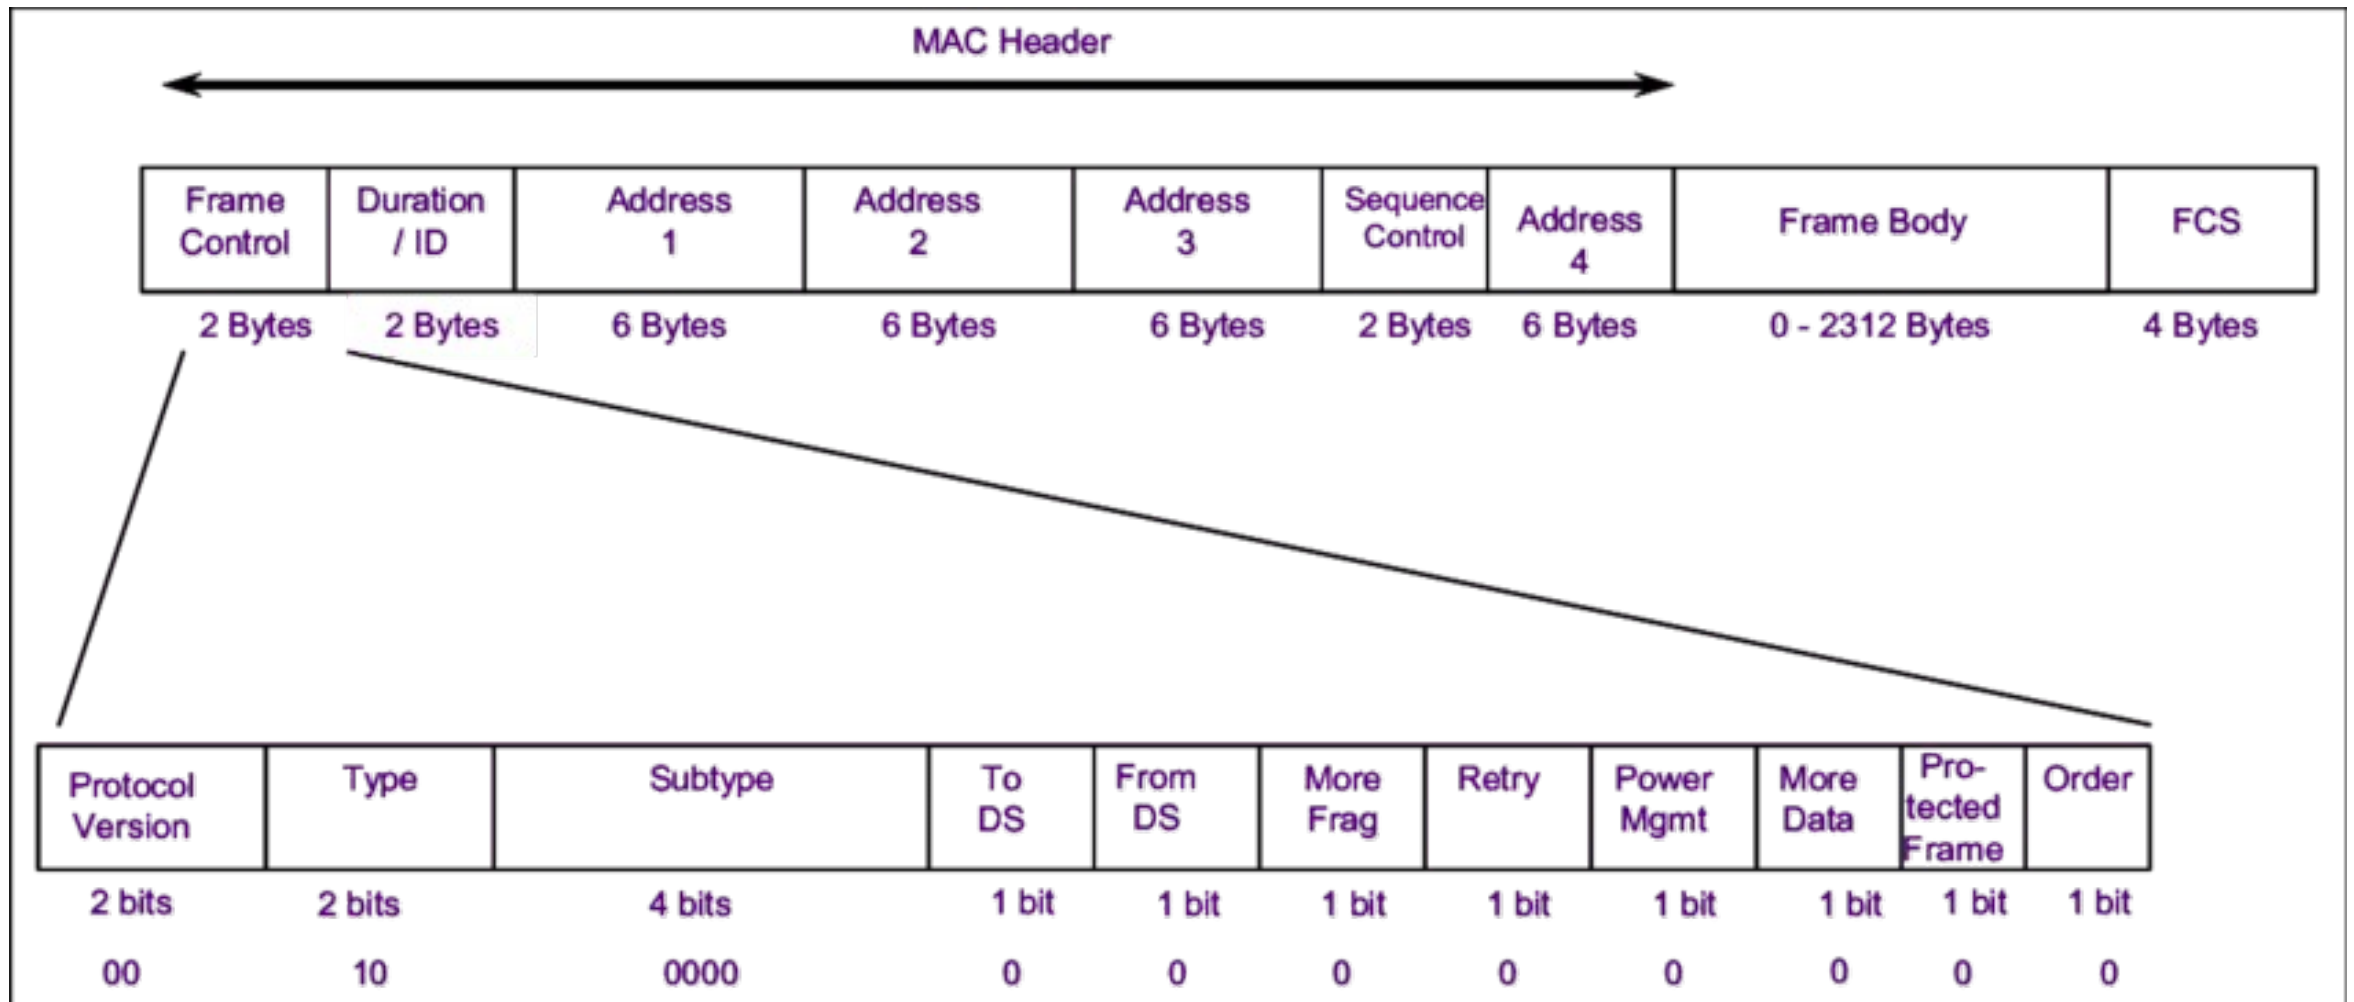 MAC Header
Frame Control
Duration / ID
Address 1
Address 2
Address 3
Sequence Control
Address 4
Frame Body
FCS
2 Bytes
2 Bytes
6 Bytes
6 Bytes
6 Bytes
2 Bytes
6 Bytes
0 - 2312 Bytes
4 Bytes
Protocol Version
Type
Subtype
To DS
From DS
More Frag
Retry
Power Mgmt
More Data
Pro-tected Frame
Order
2 bits
2 bits
4 bits
1 bit
1 bit
1 bit
1 bit
1 bit
1 bit
1 bit
1 bit
00
10
0000
0
0
0
0
0
0
0
0